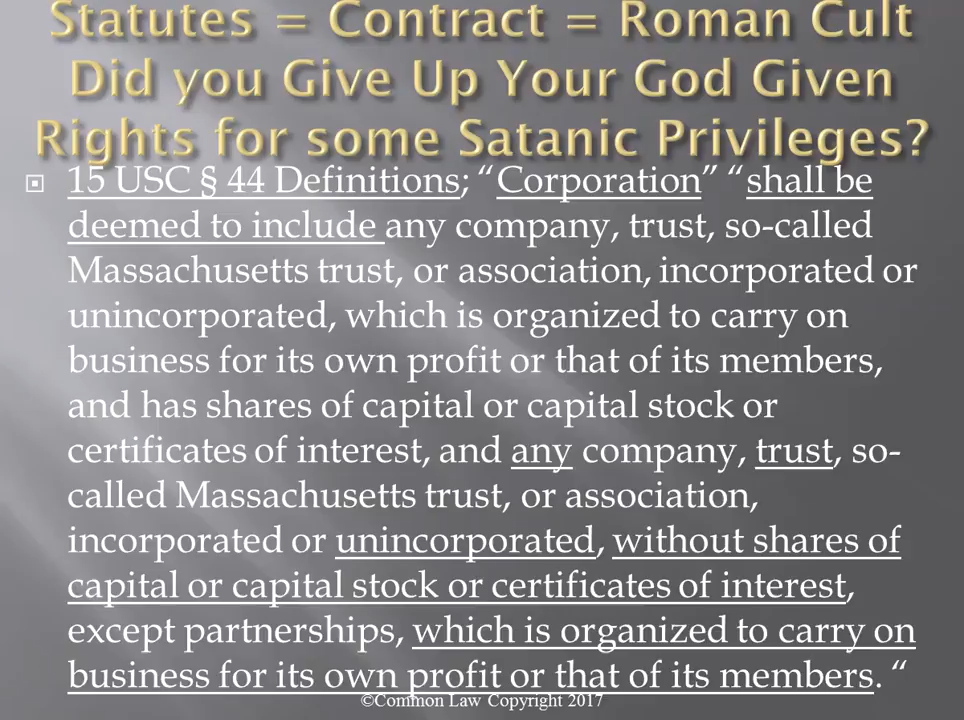 Statutes = Contract = Roman Cult
Did you Give Up Your God Given
Rights for some Satanic Privileges?
15 USC § 44 Definitions; “Corporation” “shall be
deemed to include any company, trust, so-called
Massachusetts trust, or association, incorporated or
unincorporated, which is organized to carry on
business for its own profit or that of its members,
and has shares of capital or capital stock or
certificates of interest, and any company, trust, so-
called Massachusetts trust, or association,
incorporated or unincorporated, without shares of
capital or capital stock or certificates of interest,
except partnerships, which is organized to carry on
business for its own profit or that of its members. “
©Common Law Copyright 2017